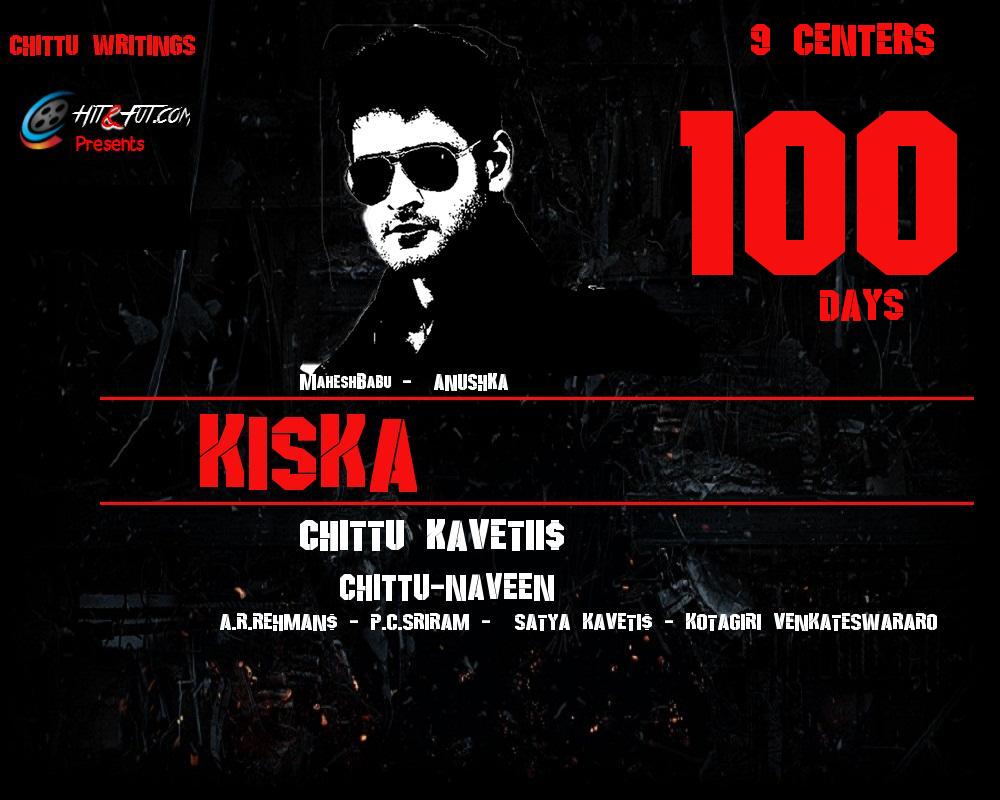 CHITTU WRITINGS
HIT&FUT.COM
Presents
9 CENTERS
100
DAYS
MAHESHBABU - ANUSHKA
KISKA
CHITTU KAVETII$
CHITTU-NAVEEN
A.R.REHMAN$ - P.C.SRIRAM - SATYA KAVETI$ - KOTAGIRI VENKATESWARARO